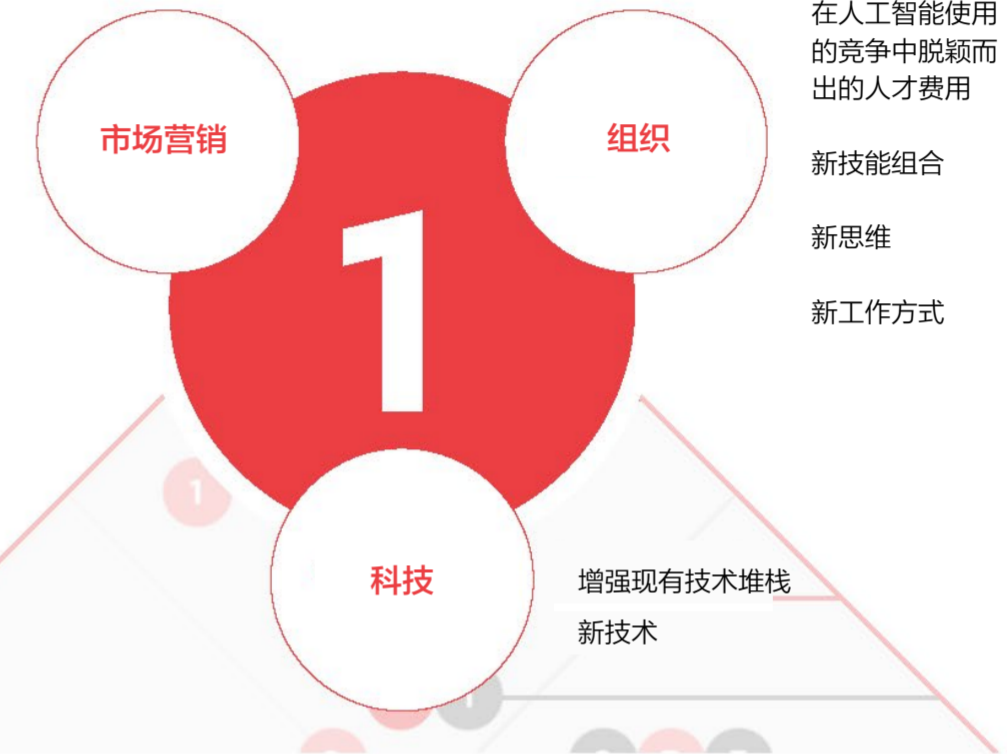 在人工智能使用
的竞争中脱颖而
出的人才费用
市场营销
组织
新技能组合
新思维
1
新工作方式
1
科技
增强现有技术堆栈
新技术